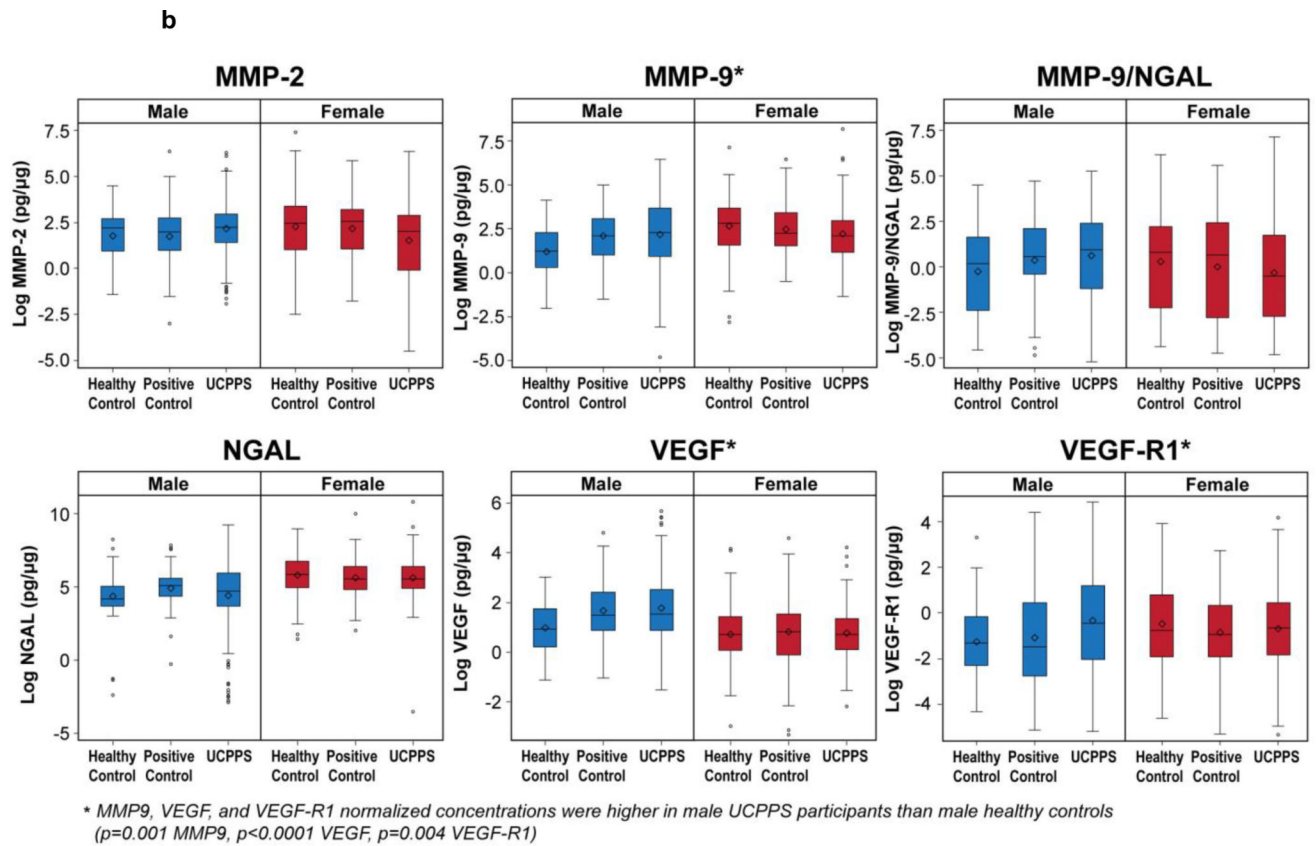 b
MMP-2
Male Female
Log MMP-2 (pg/µg)
7.5
5.0
2.5
0.0
-2.5
-5.0
Healthy Control Positive Control UCPPS Healthy Control Positive Control UCPPS
MMP-9*
Male Female
Log MMP-9 (pg/µg)
7.5
5.0
2.5
0.0
-2.5
-5.0
Healthy Control Positive Control UCPPS Healthy Control Positive Control UCPPS
MMP-9/NGAL
Male Female
Log MMP-9/NGAL (pg/µg)
7.5
5.0
2.5
0.0
-2.5
-5.0
Healthy Control Positive Control UCPPS Healthy Control Positive Control UCPPS
NGAL
Male Female
Log NGAL (pg/µg)
10
5
0
-5
Healthy Control Positive Control UCPPS Healthy Control Positive Control UCPPS
VEGF*
Male Female
Log VEGF (pg/µg)
6
4
2
0
-2
Healthy Control Positive Control UCPPS Healthy Control Positive Control UCPPS
VEGF-R1*
Male Female
Log VEGF-R1 (pg/µg)
4
2
0
-2
-4
Healthy Control Positive Control UCPPS Healthy Control Positive Control UCPPS
* MMP9, VEGF, and VEGF-R1 normalized concentrations were higher in male UCPPS participants than male healthy controls
(p=0.001 MMP9, p<0.0001 VEGF, p=0.004 VEGF-R1)